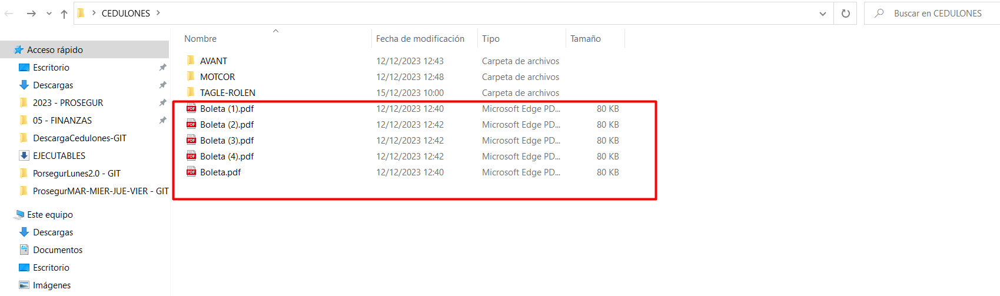 CEDULONES
Buscar en CEDULONES
Nombre Fecha de modificación Tipo Tamaño
Acceso rápido
Escritorio
Descargas
2023 - PROSEGUR
05 - FINANZAS
DescargaCedulones-GIT
EJECUTABLES
PorsegurLunes2.0 - GIT
ProsegurMAR-MIER-JUE-VIER - GIT
Este equipo
Descargas
Documentos
Escritorio
Imágenes
AVANT 12/12/2023 12:43 Carpeta de archivos
MOTCOR 12/12/2023 12:48 Carpeta de archivos
TAGLE-ROLEN 15/12/2023 10:00 Carpeta de archivos
PDF Boleta (1).pdf 12/12/2023 12:40 Microsoft Edge PD... 80 KB
PDF Boleta (2).pdf 12/12/2023 12:42 Microsoft Edge PD... 80 KB
PDF Boleta (3).pdf 12/12/2023 12:42 Microsoft Edge PD... 80 KB
PDF Boleta (4).pdf 12/12/2023 12:42 Microsoft Edge PD... 80 KB
PDF Boleta.pdf 12/12/2023 12:40 Microsoft Edge PD... 80 KB